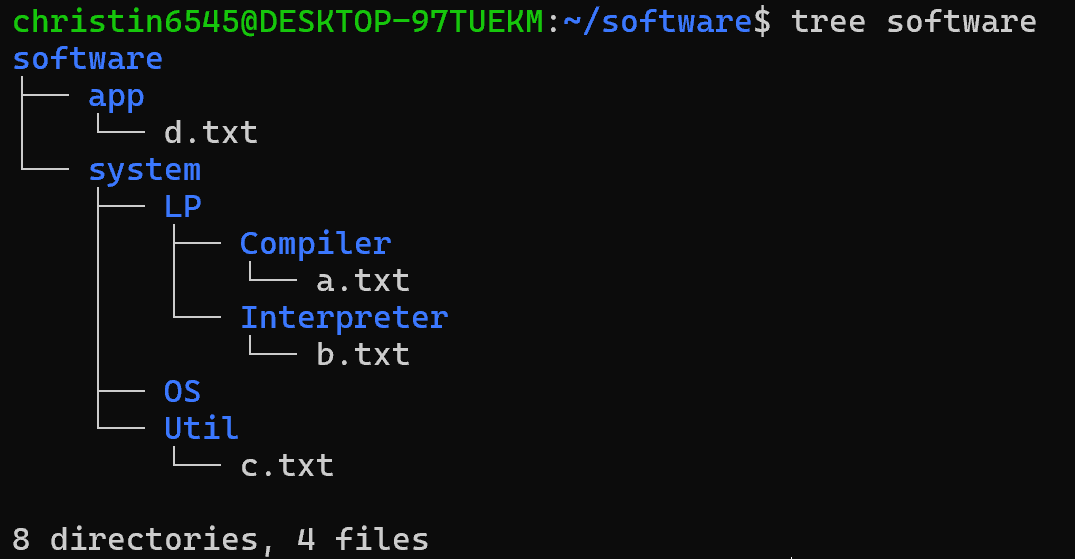 christin6545@DESKTOP-97TUEKM:~/software$ tree software
software
├── app
│   └── d.txt
└── system
    ├── LP
    │   ├── Compiler
    │   │   └── a.txt
    │   └── Interpreter
    │       └── b.txt
    ├── OS
    └── Util
        └── c.txt
8 directories, 4 files